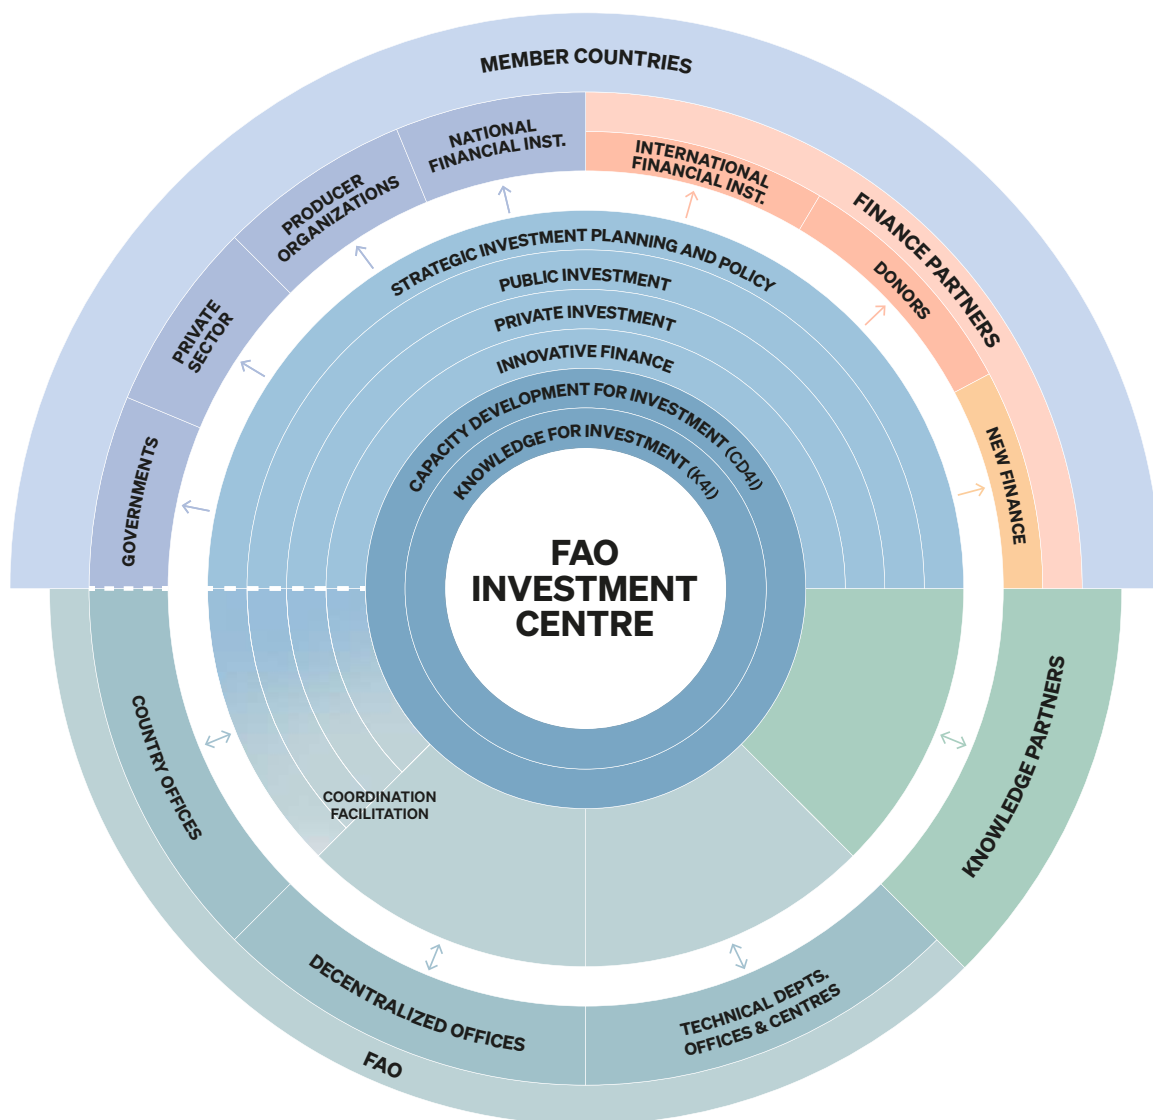 MEMBER COUNTRIES
NATIONAL
FINANCIAL INST.
INTERNATIONAL
FINANCIAL INST.
PRODUCER
ORGANIZATIONS
FINANCE PARTNERS
DONORS
PRIVATE
SECTOR
NEW FINANCE
GOVERNMENTS
STRATEGIC INVESTMENT PLANNING AND POLICY
PUBLIC INVESTMENT
PRIVATE INVESTMENT
INNOVATIVE FINANCE
CAPACITY DEVELOPMENT FOR INVESTMENT (CD4I)
KNOWLEDGE FOR INVESTMENT (K4I)
FAO
INVESTMENT
CENTRE
COUNTRY OFFICES
COORDINATION
FACILITATION
KNOWLEDGE PARTNERS
DECENTRALIZED OFFICES
TECHNICAL DEPTS.
OFFICES & CENTRES
FAO